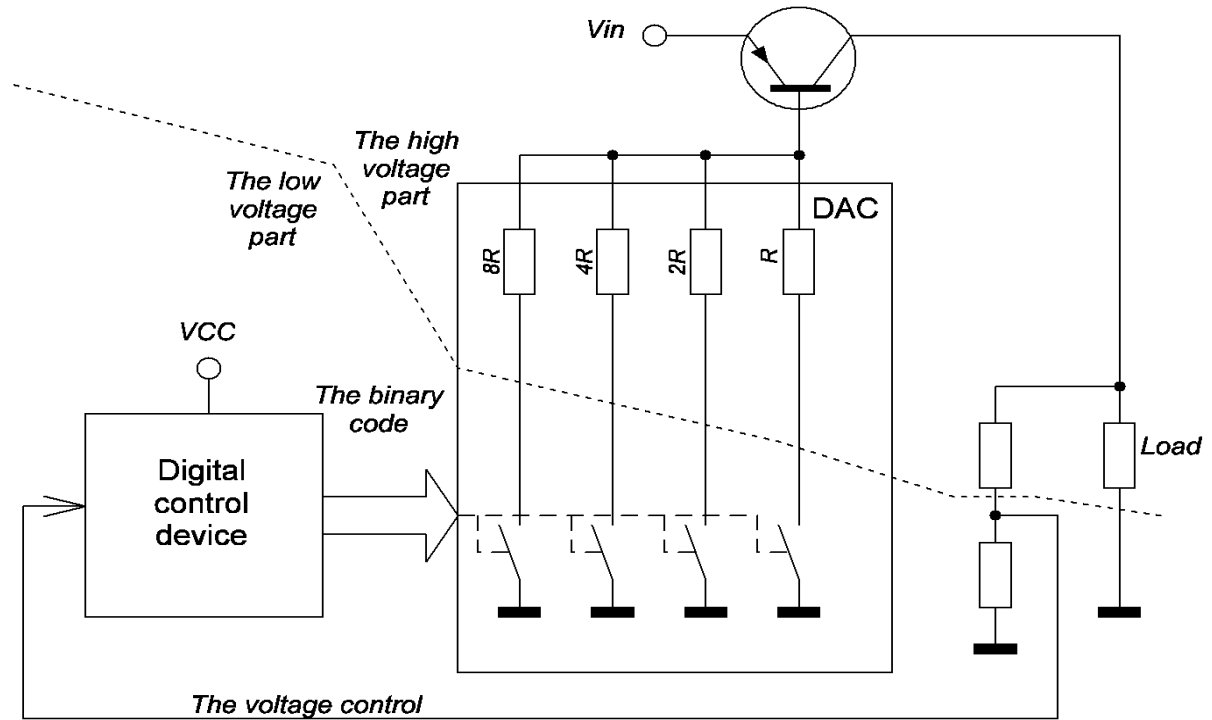 Vin
The high
voltage
part
The low
voltage
part
DAC
8R
4R
2R
R
VCC
The binary
code
Digital
control
device
Load
The voltage control